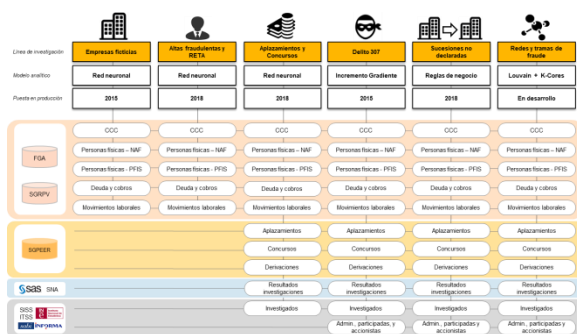 Línea de investigación
Empresas ficticias
Altas fraudulentas y
RETA
Aplazamientos y
Concursos
Delito 307
Sucesiones no
declaradas
Redes y tramas de
fraude
Modelo analítico
Red neuronal
Red neuronal
Red neuronal
Incremento Gradiente
Reglas de negocio
Louvain + K-Cores
Puesta en producción
2015
2018
2018
2015
2018
En desarrollo
FGA
SGRPV
CCC
CCC
CCC
CCC
CCC
CCC
Personas físicas – NAF
Personas físicas – NAF
Personas físicas – NAF
Personas físicas – NAF
Personas físicas – NAF
Personas físicas – NAF
Personas físicas - PFIS
Personas físicas - PFIS
Personas físicas - PFIS
Personas físicas - PFIS
Personas físicas - PFIS
Personas físicas - PFIS
Deuda y cobros
Deuda y cobros
Deuda y cobros
Deuda y cobros
Deuda y cobros
Deuda y cobros
Movimientos laborales
Movimientos laborales
Movimientos laborales
Movimientos laborales
Movimientos laborales
Movimientos laborales
Aplazamientos
Aplazamientos
Aplazamientos
Aplazamientos
Concursos
Concursos
Concursos
Concursos
Derivaciones
Derivaciones
Derivaciones
Derivaciones
sas SNA
Resultados
investigaciones
Resultados
investigaciones
Resultados
investigaciones
Resultados
investigaciones
SISS
ITSS
INFORMA
Investigados
Investigados
Investigados
Investigados
Admin., participadas, y
accionistas
Admin., participadas, y
accionistas
Admin., participadas, y
accionistas